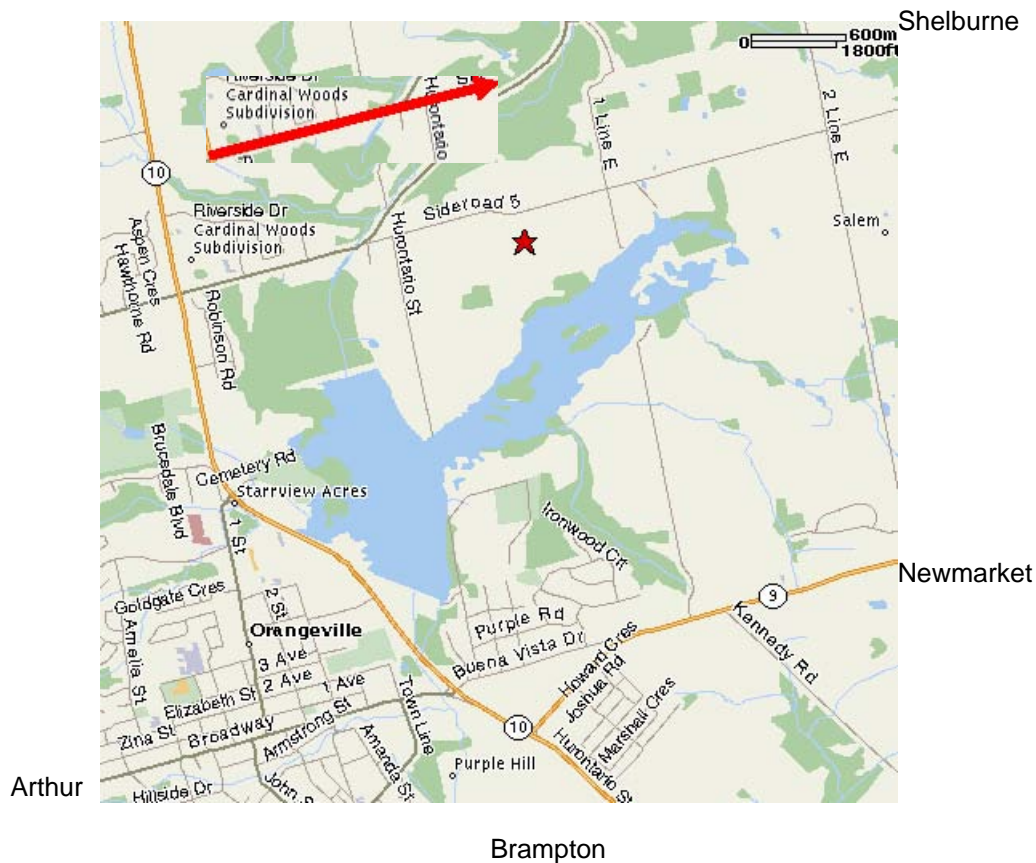 Shelburne
0 600m
1800ft
Riverside Dr
Cardinal Woods
Subdivision
Hurontario
1 Line E
2 Line E
10
Sideroad 5
Riverside Dr
Cardinal Woods
Subdivision
Salem
Aspen Cres
Hawthorne Rd
Hurontario St
Robinson Rd
Brucedale Blvd
Cemetery Rd
Starrview Acres
1 St
Ironwood Crt
Newmarket
9
Goldgate Cres
2 St
Purple Rd
Kennedy Rd
Orangeville
Amelia St
3 Ave
Buena Vista Dr
Howard Cres
Joshua Rd
2 Ave
1 Ave
Elizabeth St
Town Line
Marshall Cres
Zina St
Broadway
Armstrong St
Amanda St
10
Hurontario St
Purple Hill
Arthur
Hillside Dr
John
Brampton